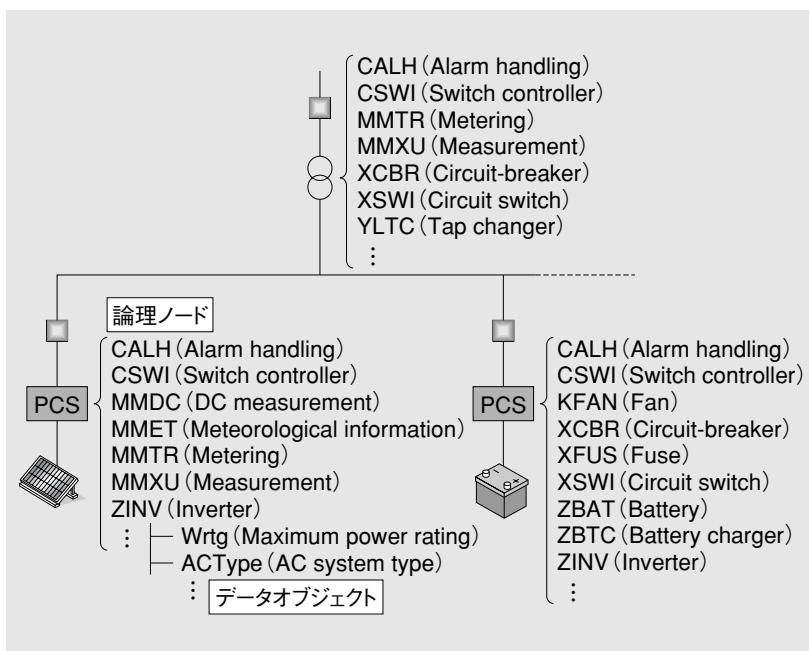 CALH（Alarm handling）
CSWI（Switch controller）
MMTR（Metering）
MMXU（Measurement）
XCBR（Circuit-breaker）
XSWI（Circuit switch）
YLTC（Tap changer）
⋮
論理ノード
PCS
CALH（Alarm handling）
CSWI（Switch controller）
MMDC（DC measurement）
MMET（Meteorological information）
MMTR（Metering）
MMXU（Measurement）
ZINV（Inverter）
⋮
Wrtg（Maximum power rating）
ACType（AC system type）
⋮
データオブジェクト
PCS
CALH（Alarm handling）
CSWI（Switch controller）
KFAN（Fan）
XCBR（Circuit-breaker）
XFUS（Fuse）
XSWI（Circuit switch）
ZBAT（Battery）
ZBTC（Battery charger）
ZINV（Inverter）
⋮